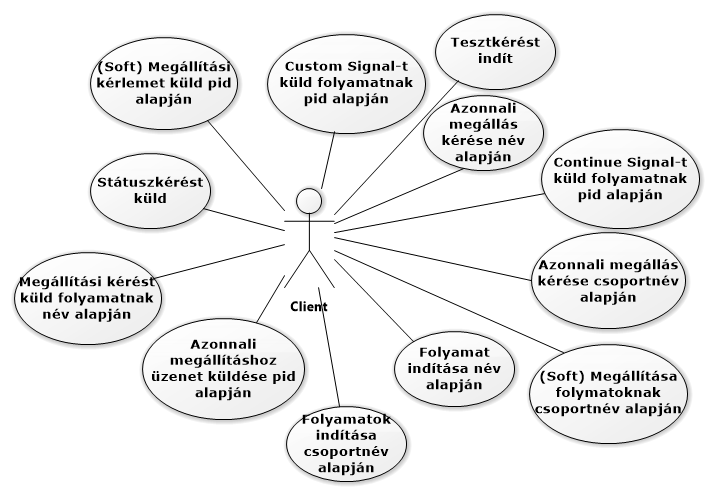 Tesztkérést
indít
(Soft) Megállítási
kérlemet küld pid
alapján
Custom Signal-t
küld folyamatnak
pid alapján
Azonnali
megállás
kérése név
alapján
Continue Signal-t
küld folyamatnak
pid alapján
Státuszkérést
küld
Megállítási kérést
küld folyamatnak
név alapján
Azonnali megállás
kérése csoportnév
alapján
Client
Azonnali
megállításhoz
üzenet küldése pid
alapján
Folyamat
indítása név
alapján
(Soft) Megállítása
folymatoknak
csoportnév alapján
Folyamatok
indítása
csoportnév
alapján